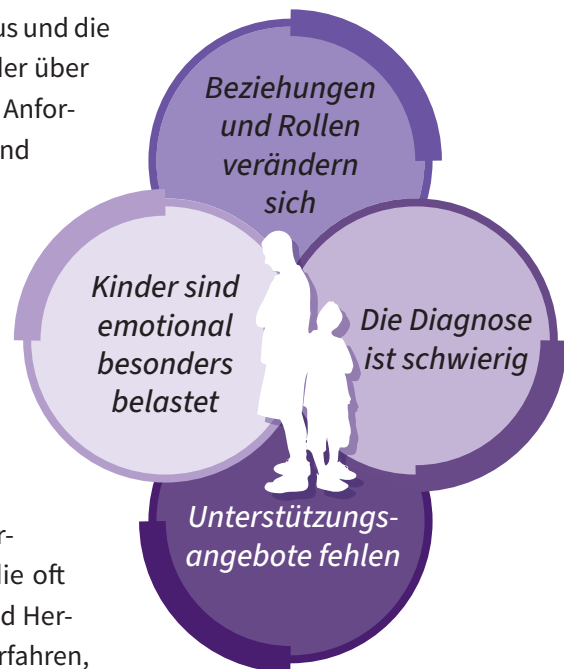 us und die
der über
Anfor-
nd
Beziehungen
und Rollen
verändern
sich
Kinder sind
emotional
besonders
belastet
Die Diagnose
ist schwierig
Unterstützungs-
angebote fehlen
r-
die oft
d Her-
rfahren,